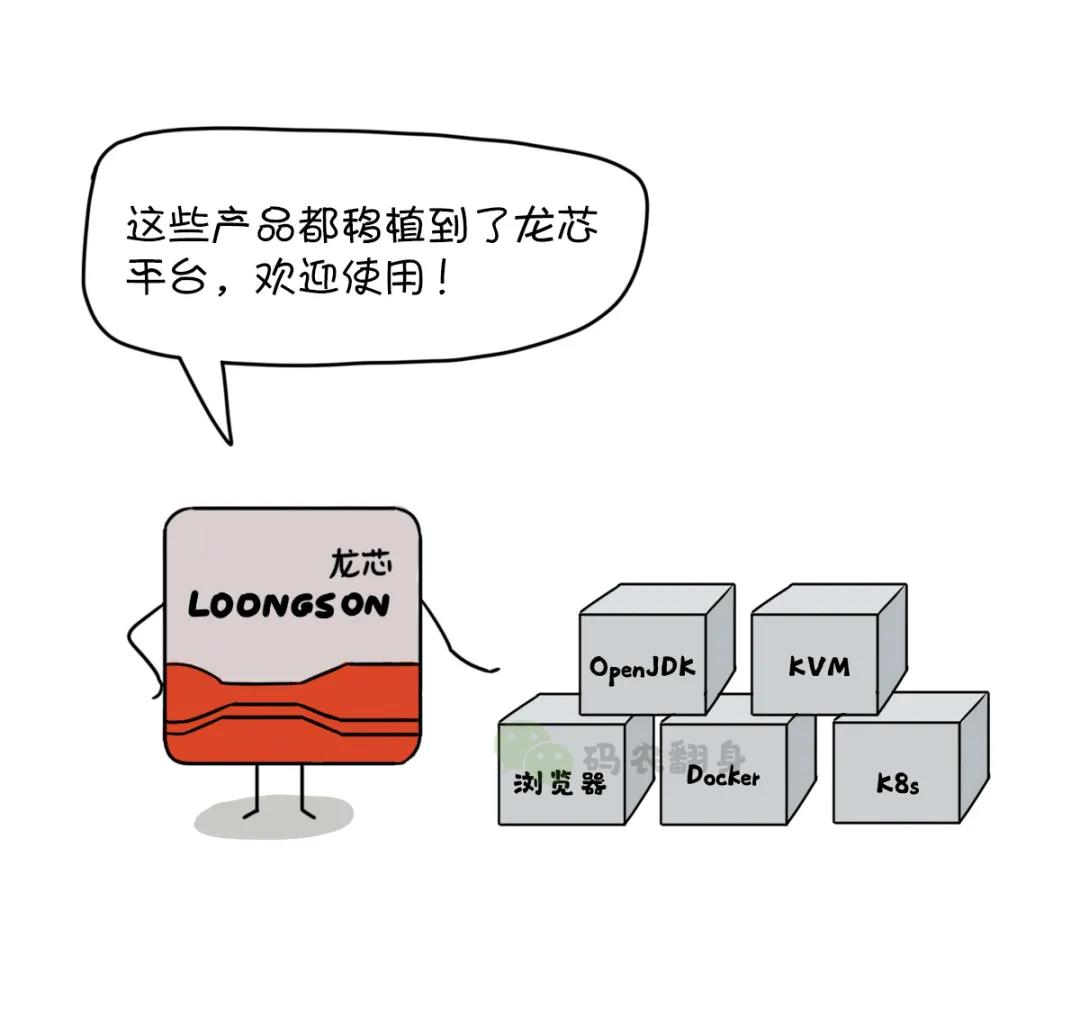 这些产品都移植到了龙芯
平台，欢迎使用！
龙芯
LOONGSON
OpenJDK
KVM
码农翻身
浏览器
Docker
K8s